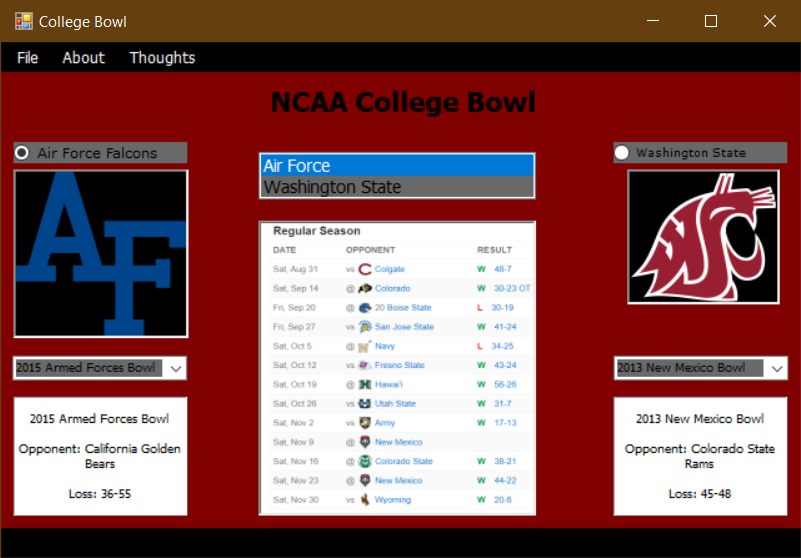 College Bowl
File About Thoughts
NCAA College Bowl
Air Force Falcons
AF
2015 Armed Forces Bowl
2015 Armed Forces Bowl
Opponent: California Golden
Bears
Loss: 36-55
Air Force
Washington State
Regular Season
DATE OPPONENT RESULT
Sat, Aug 31 vs Colgate W 48-7
Sat, Sep 14 @ Colorado W 30-23 OT
Fri, Sep 20 @ 20 Boise State L 30-19
Fri, Sep 27 vs San Jose State W 41-24
Sat, Oct 5 @ Navy L 34-25
Sat, Oct 12 vs Fresno State W 43-24
Sat, Oct 19 @ Hawai'i W 56-26
Sat, Oct 26 vs Utah State W 31-7
Sat, Nov 2 vs Army W 17-13
Sat, Nov 9 @ New Mexico
Sat, Nov 16 @ Colorado State W 38-21
Sat, Nov 23 @ New Mexico W 44-22
Sat, Nov 30 vs Wyoming W 20-6
Washington State
2013 New Mexico Bowl
2013 New Mexico Bowl
Opponent: Colorado State
Rams
Loss: 45-48